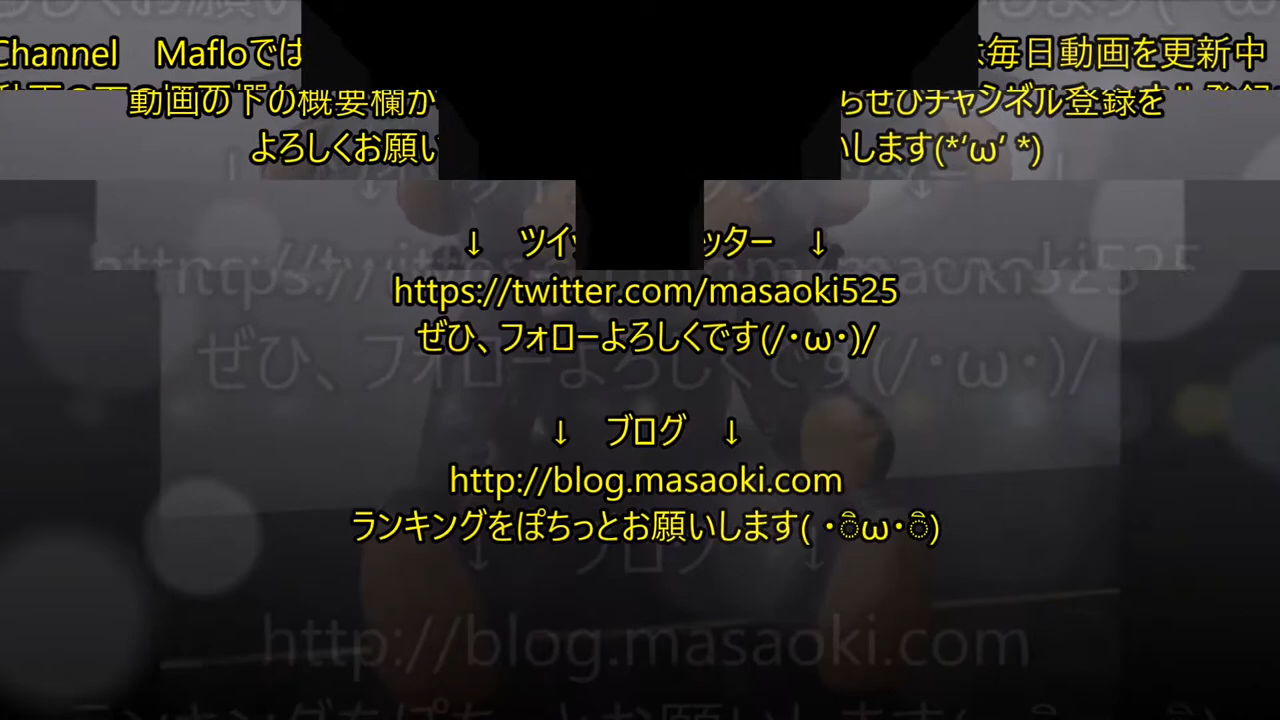 Channel　Mafloでは 毎日動画を更新中
動画の下の概要欄か らぜひチャンネル登録を
よろしくお願い します(*‘ω‘ *)
↓　ツイッ ッター　↓
https://twitter.com/masaoki525
ぜひ、フォローよろしくです(/・ω・)/
↓　ブログ　↓
http://blog.masaoki.com
ランキングをぽちっとお願いします( ･ิω･ิ)